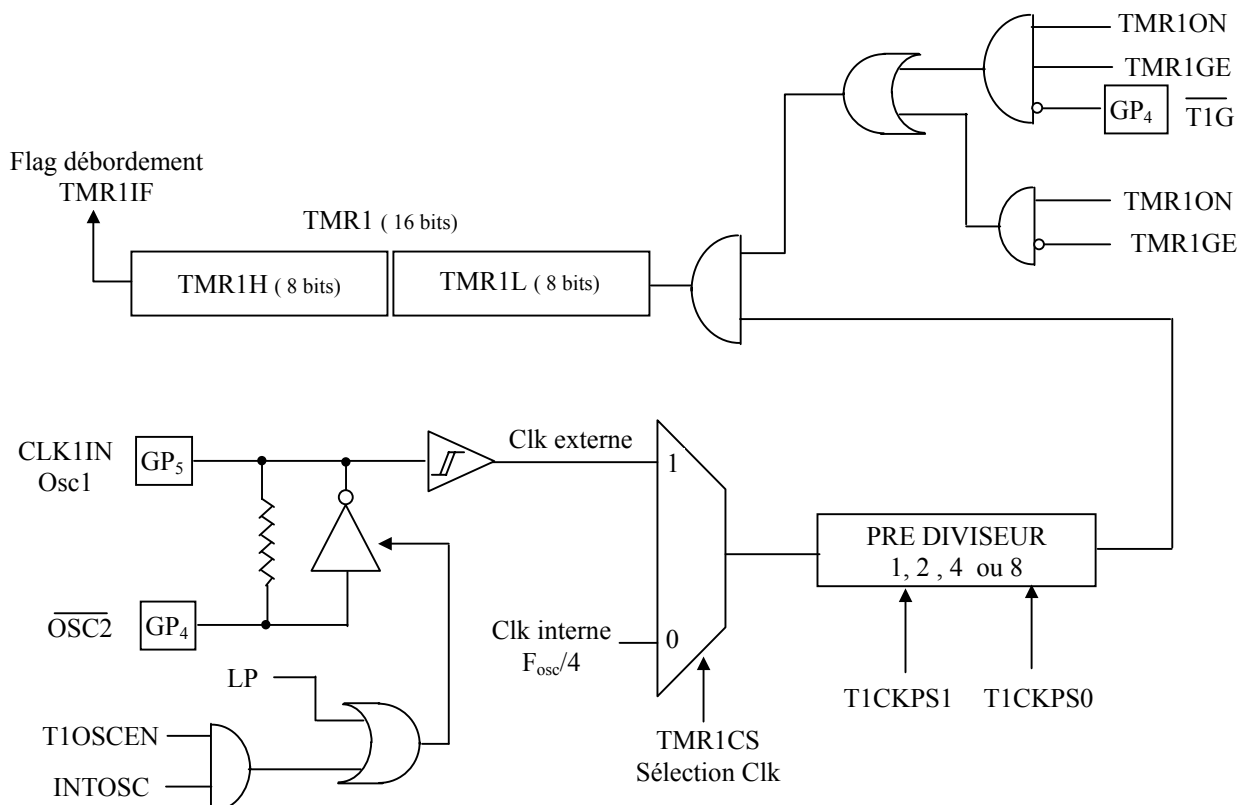 TMR1ON
TMR1GE
GP4 T1G
Flag débordement
TMR1IF
TMR1 ( 16 bits)
TMR1ON
TMR1GE
TMR1H ( 8 bits)
TMR1L ( 8 bits)
CLK1IN
Osc1
GP5
Clk externe
1
PRE DIVISEUR
1, 2 , 4 ou 8
OSC2
GP4
Clk interne
Fosc/4
0
LP
T1CKPS1
T1CKPS0
T1OSCEN
INTOSC
TMR1CS
Sélection Clk